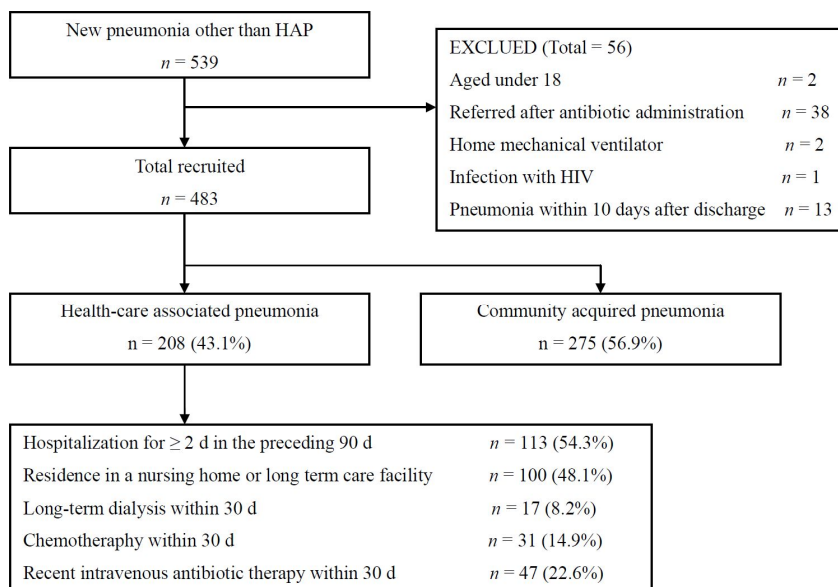 New pneumonia other than HAP
n = 539
EXCLUED (Total = 56)
Aged under 18 n = 2
Referred after antibiotic administration n = 38
Home mechanical ventilator n = 2
Infection with HIV n = 1
Pneumonia within 10 days after discharge n = 13
Total recruited
n = 483
Health-care associated pneumonia
n = 208 (43.1%)
Community acquired pneumonia
n = 275 (56.9%)
Hospitalization for ≥ 2 d in the preceding 90 d n = 113 (54.3%)
Residence in a nursing home or long term care facility n = 100 (48.1%)
Long-term dialysis within 30 d n = 17 (8.2%)
Chemotheraphy within 30 d n = 31 (14.9%)
Recent intravenous antibiotic therapy within 30 d n = 47 (22.6%)